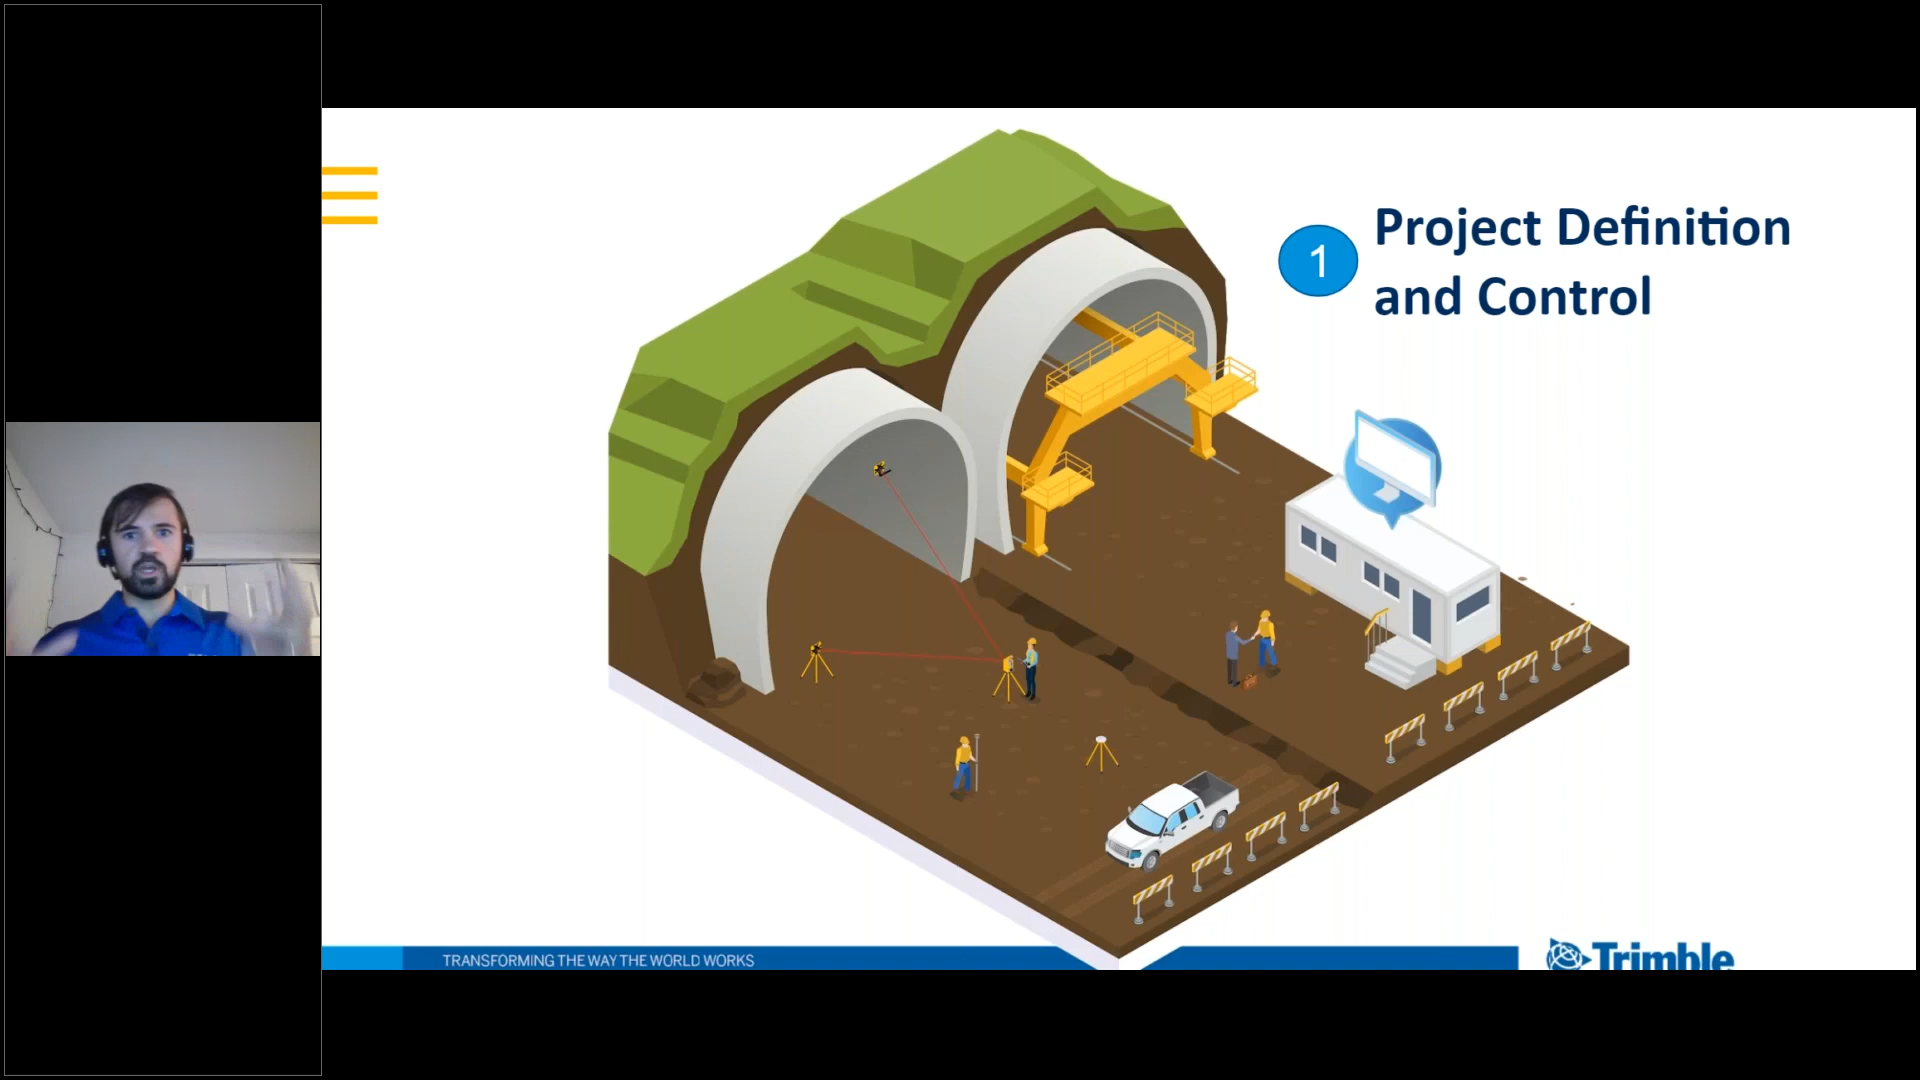 1
Project Definition
and Control
TRANSFORMING THE WAY THE WORLD WORKS
Trimble